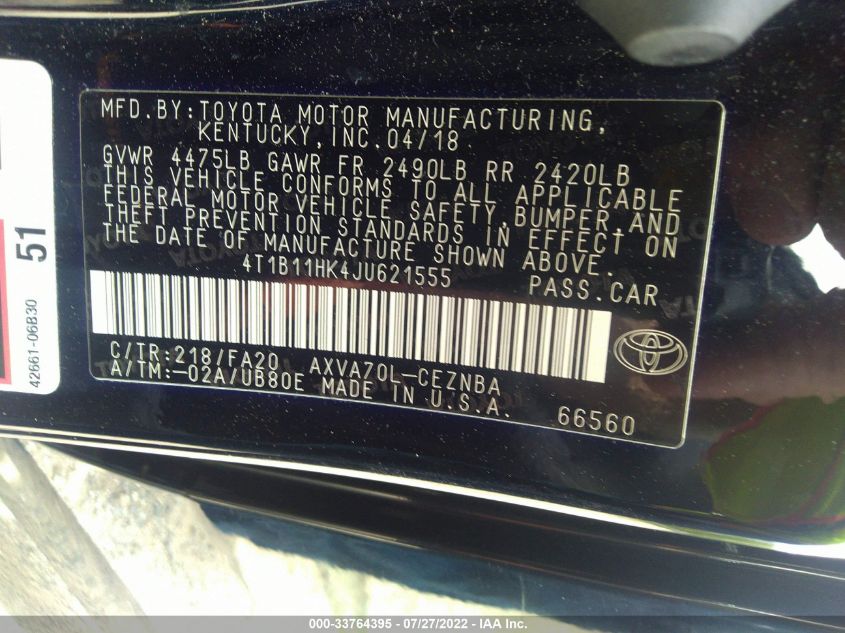 MFD.BY:TOYOTA MOTOR MANUFACTURING,
KENTUCKY,INC.04/18
GVWR 4475LB GAWR FR 2490LB RR 2420LB
THIS VEHICLE CONFORMS TO ALL APPLICABLE
FEDERAL MOTOR VEHICLE SAFETY,BUMPER,AND
THEFT PREVENTION STANDARDS IN EFFECT ON
THE DATE OF MANUFACTURE SHOWN ABOVE.
4T1B11HK4JU621555 PASS.CAR
C/TR:218/FA20 AXVA70L-CEZNBA
A/TM:-02A/UB80E MADE IN U.S.A. 66560
51
42661-06B30
000-33764395 / 07/27/2022 / IAA Inc.